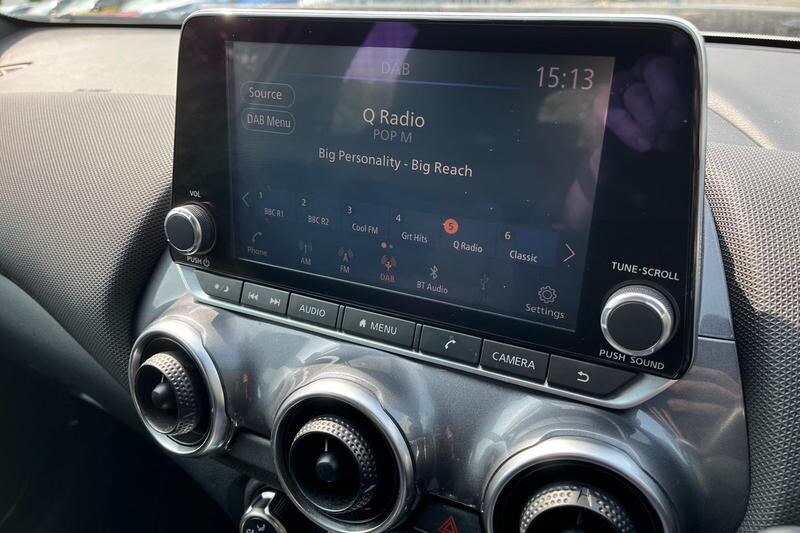 DAB
15:13
Source
DAB Menu
Q Radio
POP M
Big Personality - Big Reach
1 2 3 4 5 6
BBC R1 BBC R2 Cool FM Grt Hits Q Radio Classic
Phone AM FM DAB BT Audio Settings
VOL
PUSH
TUNE·SCROLL
PUSH SOUND
AUDIO
MENU
CAMERA